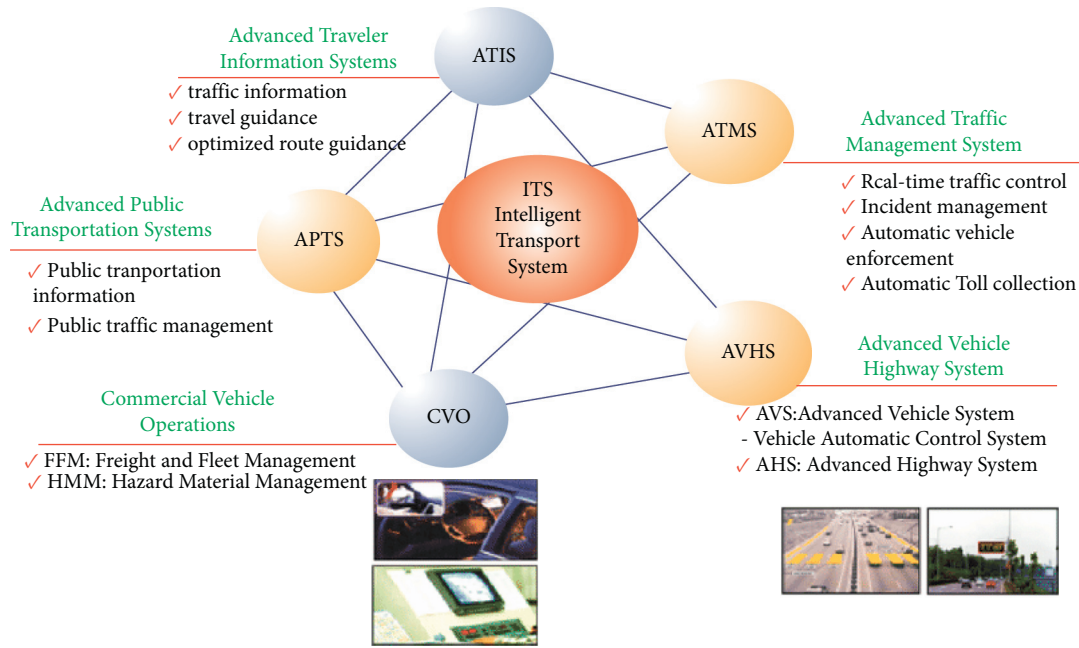 Advanced Traveler
Information Systems
✓ traffic information
✓ travel guidance
✓ optimized route guidance
ATIS
ATMS
Advanced Traffic
Management System
✓ Rcal-time traffic control
✓ Incident management
✓ Automatic vehicle
enforcement
✓ Automatic Toll collection
ITS
Intelligent
Transport
System
Advanced Public
Transportation Systems
✓ Public tranportation
information
✓ Public traffic management
APTS
AVHS
Advanced Vehicle
Highway System
✓ AVS:Advanced Vehicle System
- Vehicle Automatic Control System
✓ AHS: Advanced Highway System
Commercial Vehicle
Operations
✓ FFM: Freight and Fleet Management
✓ HMM: Hazard Material Management
CVO